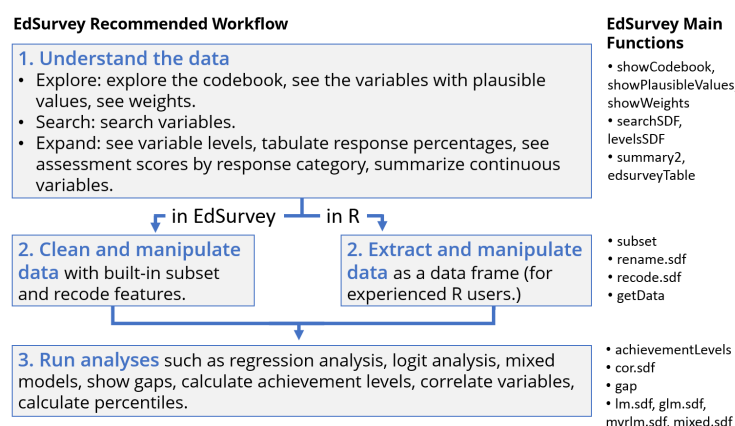 EdSurvey Recommended Workflow
1. Understand the data
• Explore: explore the codebook, see the variables with plausible
values, see weights.
• Search: search variables.
• Expand: see variable levels, tabulate response percentages, see
assessment scores by response category, summarize continuous
variables.
in EdSurvey
in R
2. Clean and manipulate
data with built-in subset
and recode features.
2. Extract and manipulate
data as a data frame (for
experienced R users.)
3. Run analyses such as regression analysis, logit analysis, mixed
models, show gaps, calculate achievement levels, correlate variables,
calculate percentiles.
EdSurvey Main
Functions
• showCodebook,
showPlausibleValues
showWeights
• searchSDF,
levelsSDF
• summary2,
edsurveyTable
• subset
• rename.sdf
• recode.sdf
• getData
• achievementLevels
• cor.sdf
• gap
• lm.sdf, glm.sdf,
mvrlm.sdf, mixed.sdf